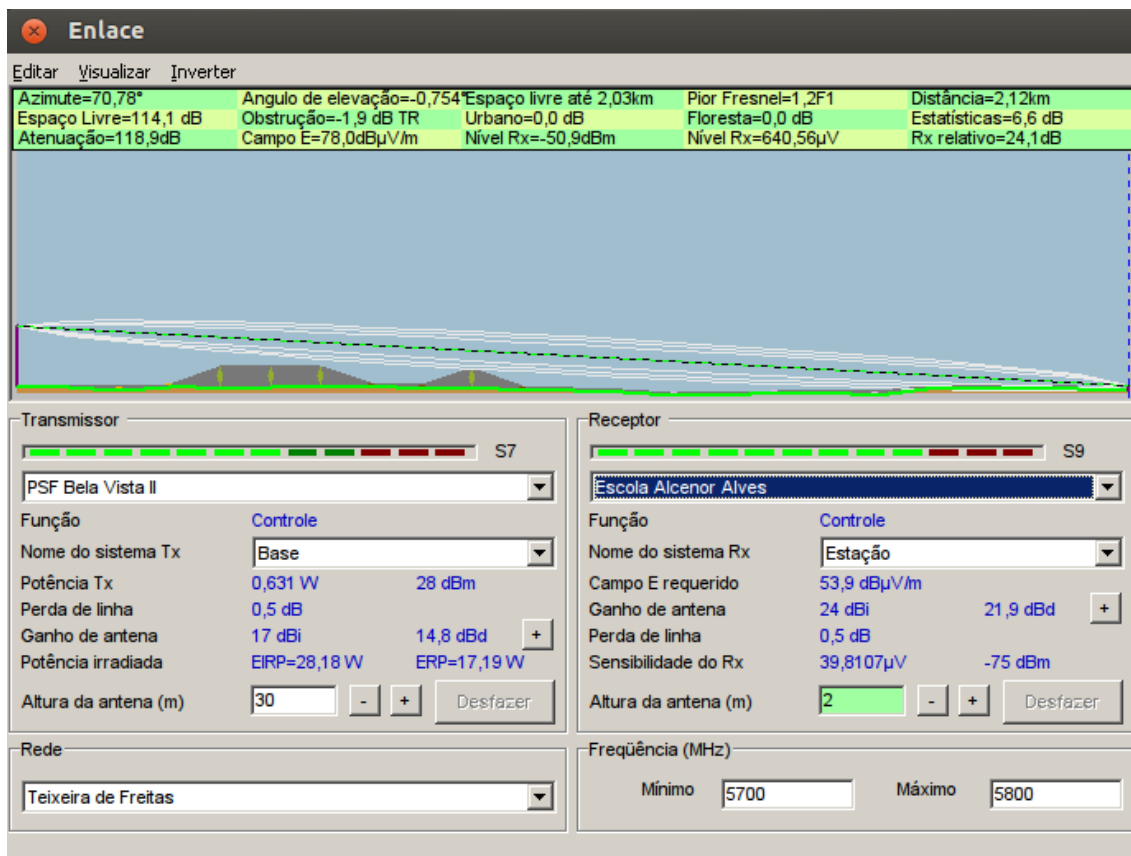 Enlace
Editar Visualizar Inverter
Azimute=70,78° Angulo de elevação=-0,754° Espaço livre até 2,03km Pior Fresnel=1,2F1 Distância=2,12km
Espaço Livre=114,1 dB Obstrução=-1,9 dB TR Urbano=0,0 dB Floresta=0,0 dB Estatísticas=6,6 dB
Atenuação=118,9dB Campo E=78,0dBµV/m Nível Rx=-50,9dBm Nível Rx=640,56µV Rx relativo=24,1dB
Transmissor
S7
PSF Bela Vista II
Função Controle
Nome do sistema Tx Base
Potência Tx 0,631 W 28 dBm
Perda de linha 0,5 dB
Ganho de antena 17 dBi 14,8 dBd +
Potência irradiada EIRP=28,18 W ERP=17,19 W
Altura da antena (m) 30 - + Desfazer
Rede
Teixeira de Freitas
Receptor
S9
Escola Alcenor Alves
Função Controle
Nome do sistema Rx Estação
Campo E requerido 53,9 dBµV/m
Ganho de antena 24 dBi 21,9 dBd +
Perda de linha 0,5 dB
Sensibilidade do Rx 39,8107µV -75 dBm
Altura da antena (m) 2 - + Desfazer
Freqüência (MHz)
Mínimo 5700 Máximo 5800